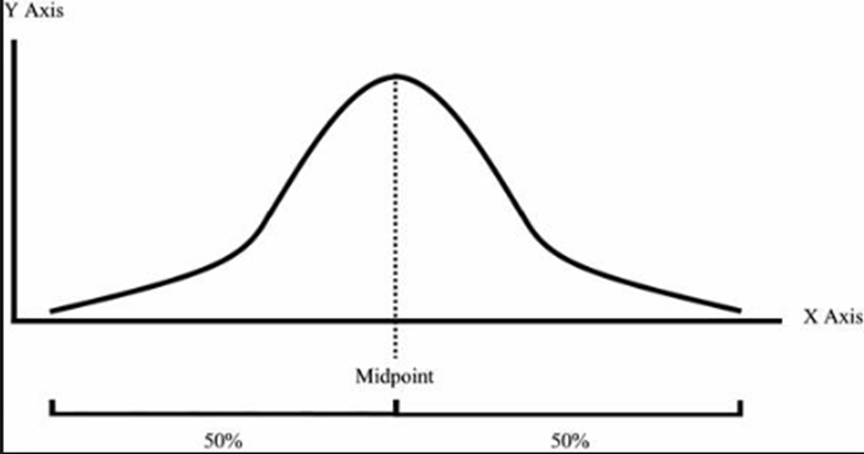 Y Axis
X Axis
Midpoint
50%
50%